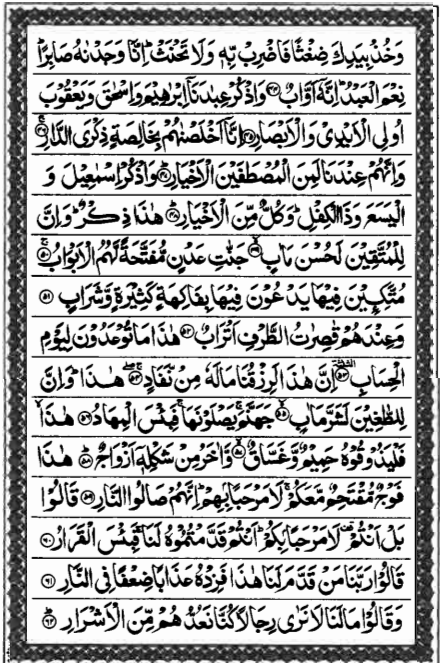 وَخُذْ بِيَدِكَ ضِغْثًا فَاضْرِبْ بِّهٖ وَلَا تَحْنَثْ ؕ اِنَّا وَجَدْنٰهُ صَابِرًا ؕ
نِعْمَ الْعَبْدُ ؕ اِنَّهٗۤ اَوَّابٌ ﴿۴۴﴾ وَاذْكُرْ عِبٰدَنَاۤ اِبْرٰهِيْمَ وَاِسْحٰقَ وَيَعْقُوْبَ
اُولِى الْاَيْدِىْ وَالْاَبْصَارِ ﴿۴۵﴾ اِنَّاۤ اَخْلَصْنٰهُمْ بِخَالِصَةٍ ذِكْرَى الدَّارِ ﴿۴۶﴾
وَاِنَّهُمْ عِنْدَنَا لَمِنَ الْمُصْطَفَيْنَ الْاَخْيَارِ ﴿۴۷﴾ وَاذْكُرْ اِسْمٰعِيْلَ وَ
الْيَسَعَ وَذَا الْكِفْلِ ؕ وَكُلٌّ مِّنَ الْاَخْيَارِ ﴿۴۸﴾ هٰذَا ذِكْرٌ ؕ وَاِنَّ
لِلْمُتَّقِيْنَ لَحُسْنَ مَاٰبٍ ﴿۴۹﴾ جَنّٰتِ عَدْنٍ مُّفَتَّحَةً لَّهُمُ الْاَبْوَابُ ﴿۵۰﴾
مُتَّكِـِٕيْنَ فِيْهَا يَدْعُوْنَ فِيْهَا بِفَاكِهَةٍ كَثِيْرَةٍ وَّشَرَابٍ ﴿۵۱﴾
وَعِنْدَهُمْ قٰصِرٰتُ الطَّرْفِ اَتْرَابٌ ﴿۵۲﴾ هٰذَا مَا تُوْعَدُوْنَ لِيَوْمِ
الْحِسَابِ ﴿۵۳﴾ اِنَّ هٰذَا لَرِزْقُنَا مَا لَهٗ مِنْ نَّفَادٍ ﴿۵۴﴾ هٰذَا ؕ وَاِنَّ
لِلطّٰغِيْنَ لَشَرَّ مَاٰبٍ ﴿۵۵﴾ جَهَنَّمَ ۚ يَصْلَوْنَهَا ۚ فَبِئْسَ الْمِهَادُ ﴿۵۶﴾ هٰذَا ۙ
فَلْيَذُوْقُوْهُ حَمِيْمٌ وَّغَسَّاقٌ ﴿۵۷﴾ وَّاٰخَرُ مِنْ شَكْلِهٖۤ اَزْوَاجٌ ﴿۵۸﴾ هٰذَا
فَوْجٌ مُّقْتَحِمٌ مَّعَكُمْ ۚ لَا مَرْحَبًۢا بِهِمْ ؕ اِنَّهُمْ صَالُوا النَّارِ ﴿۵۹﴾ قَالُوْا
بَلْ اَنْتُمْ ۫ لَا مَرْحَبًۢا بِكُمْ ؕ اَنْتُمْ قَدَّمْتُمُوْهُ لَنَا ۚ فَبِئْسَ الْقَرَارُ ﴿۶۰﴾
قَالُوْا رَبَّنَا مَنْ قَدَّمَ لَنَا هٰذَا فَزِدْهُ عَذَابًا ضِعْفًا فِى النَّارِ ﴿۶۱﴾
وَقَالُوْا مَا لَنَا لَا نَرٰى رِجَالًا كُنَّا نَعُدُّهُمْ مِّنَ الْاَشْرَارِ ﴿۶۲﴾